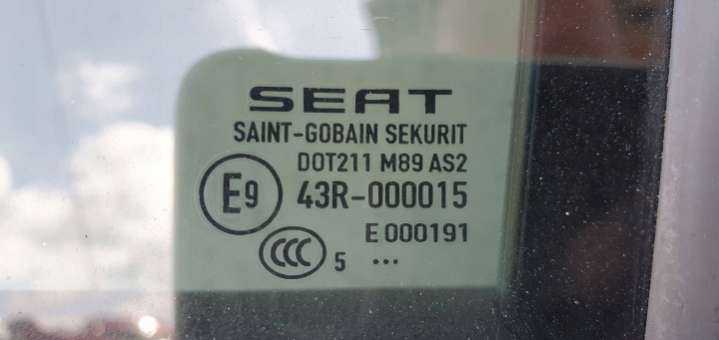 SEAT
SAINT-GOBAIN SEKURIT
DOT211 M89 AS2
E9 43R-000015
E 000191
CCC 5 ...